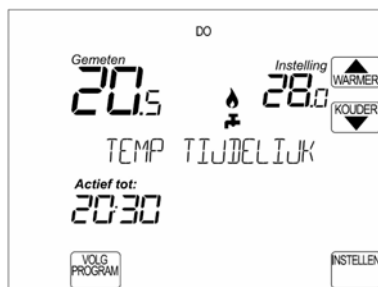 DO
Gemeten
Instelling
20.5
28.0
WARMER
KOUDER
TEMP TIJDELIJK
Actief tot:
20:30
VOLG
PROGRAM
INSTELLEN